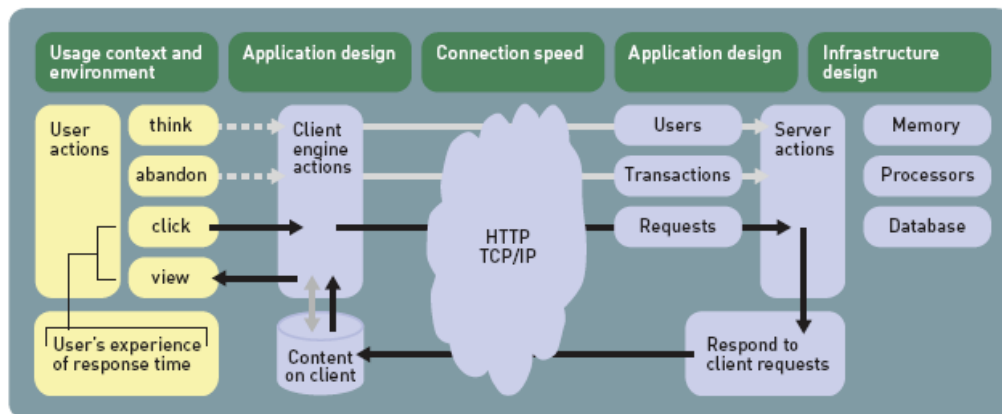 Usage context and
environment
Application design
Connection speed
Application design
Infrastructure
design
User
actions
think
abandon
click
view
Client
engine
actions
HTTP
TCP/IP
Users
Transactions
Requests
Server
actions
Memory
Processors
Database
User's experience
of response time
Content
on client
Respond to
client requests